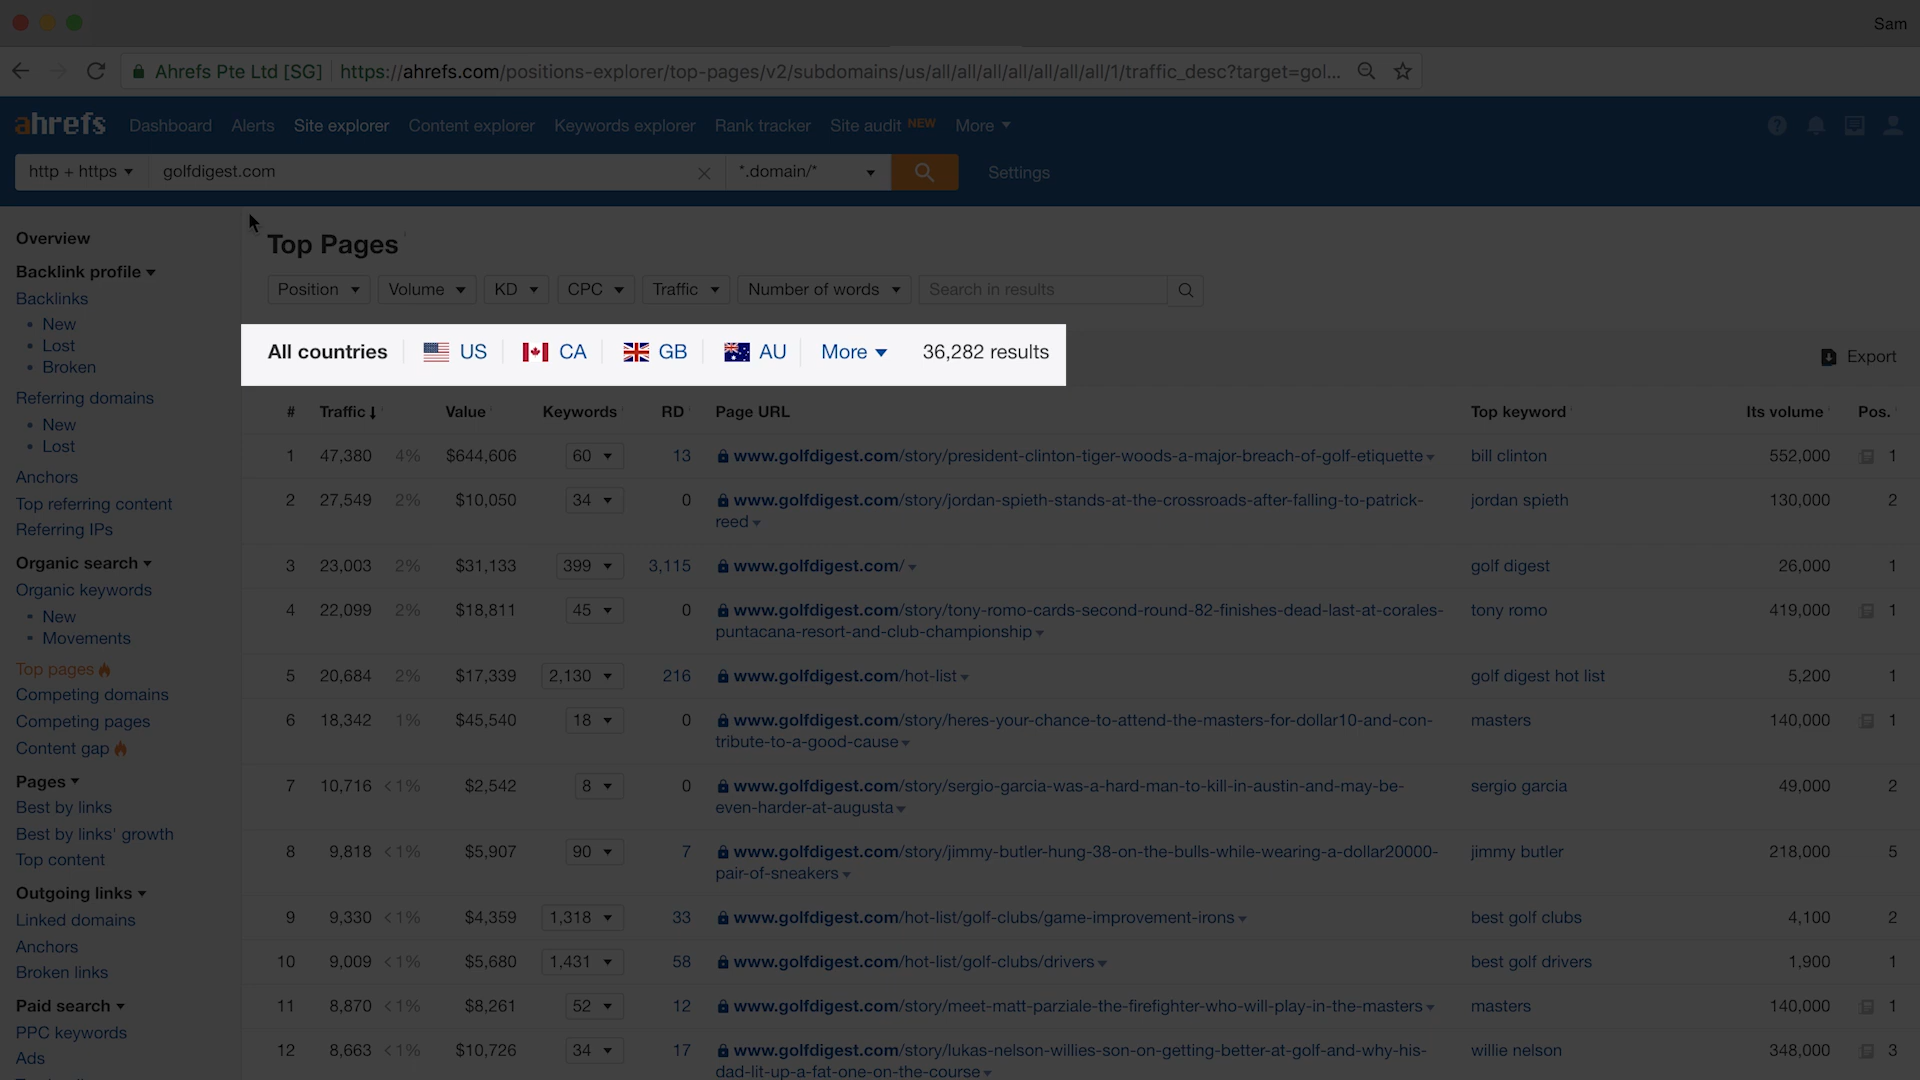 Sam
Ahrefs Pte Ltd [SG] https://ahrefs.com/positions-explorer/top-pages/v2/subdomains/us/all/all/all/all/all/all/all/1/traffic_desc?target=gol...
ahrefs Dashboard Alerts Site explorer Content explorer Keywords explorer Rank tracker Site audit NEW More
http + https golfdigest.com *.domain/* Settings
Overview
Backlink profile
Backlinks
New
Lost
Broken
Referring domains
New
Lost
Anchors
Top referring content
Referring IPs
Organic search
Organic keywords
New
Movements
Top pages
Competing domains
Competing pages
Content gap
Pages
Best by links
Best by links' growth
Top content
Outgoing links
Linked domains
Anchors
Broken links
Paid search
PPC keywords
Ads
Top Pages
Position Volume KD CPC Traffic Number of words Search in results
All countries US CA GB AU More 36,282 results
Export
# Traffic Value Keywords RD Page URL Top keyword Its volume Pos.
1 47,380 4% $644,606 60 13 www.golfdigest.com/story/president-clinton-tiger-woods-a-major-breach-of-golf-etiquette bill clinton 552,000 1
2 27,549 2% $10,050 34 0 www.golfdigest.com/story/jordan-spieth-stands-at-the-crossroads-after-falling-to-patrick- jordan spieth 130,000 2
reed
3 23,003 2% $31,133 399 3,115 www.golfdigest.com/ golf digest 26,000 1
4 22,099 2% $18,811 45 0 www.golfdigest.com/story/tony-romo-cards-second-round-82-finishes-dead-last-at-corales- tony romo 419,000 1
puntacana-resort-and-club-championship
5 20,684 2% $17,339 2,130 216 www.golfdigest.com/hot-list golf digest hot list 5,200 1
6 18,342 1% $45,540 18 0 www.golfdigest.com/story/heres-your-chance-to-attend-the-masters-for-dollar10-and-con- masters 140,000 1
tribute-to-a-good-cause
7 10,716 <1% $2,542 8 0 www.golfdigest.com/story/sergio-garcia-was-a-hard-man-to-kill-in-austin-and-may-be- sergio garcia 49,000 2
even-harder-at-augusta
8 9,818 <1% $5,907 90 7 www.golfdigest.com/story/jimmy-butler-hung-38-on-the-bulls-while-wearing-a-dollar20000- jimmy butler 218,000 5
pair-of-sneakers
9 9,330 <1% $4,359 1,318 33 www.golfdigest.com/hot-list/golf-clubs/game-improvement-irons best golf clubs 4,100 2
10 9,009 <1% $5,680 1,431 58 www.golfdigest.com/hot-list/golf-clubs/drivers best golf drivers 1,900 1
11 8,870 <1% $8,261 52 12 www.golfdigest.com/story/meet-matt-parziale-the-firefighter-who-will-play-in-the-masters masters 140,000 1
12 8,663 <1% $10,726 34 17 www.golfdigest.com/story/lukas-nelson-willies-son-on-getting-better-at-golf-and-why-his- willie nelson 348,000 3
dad-lit-up-a-fat-one-on-the-course